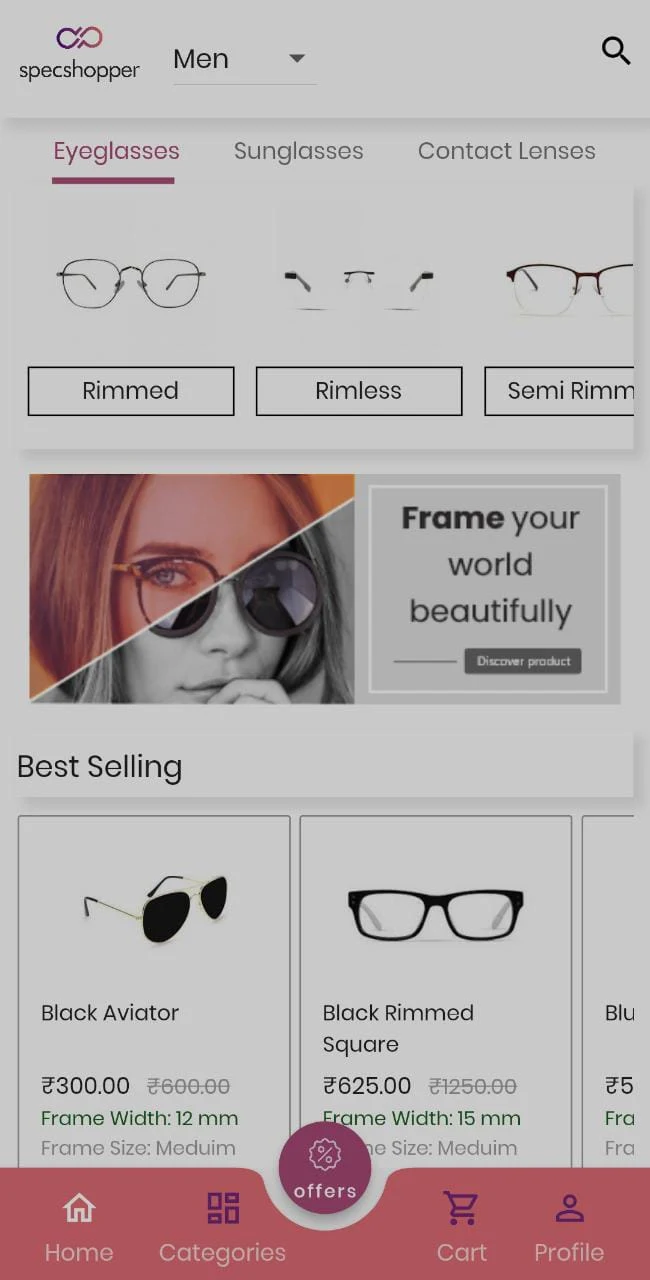 specshopper
Men
Eyeglasses Sunglasses Contact Lenses
Rimmed Rimless Semi Rimm
Frame your
world
beautifully
Discover product
Best Selling
Black Aviator
Black Rimmed
Square
Blu
₹300.00 ₹600.00 ₹625.00 ₹1250.00 ₹5
Frame Width: 12 mm Frame Width: 15 mm Fra
Frame Size: Meduim me Size: Meduim Fra
offers
Home Categories Cart Profile